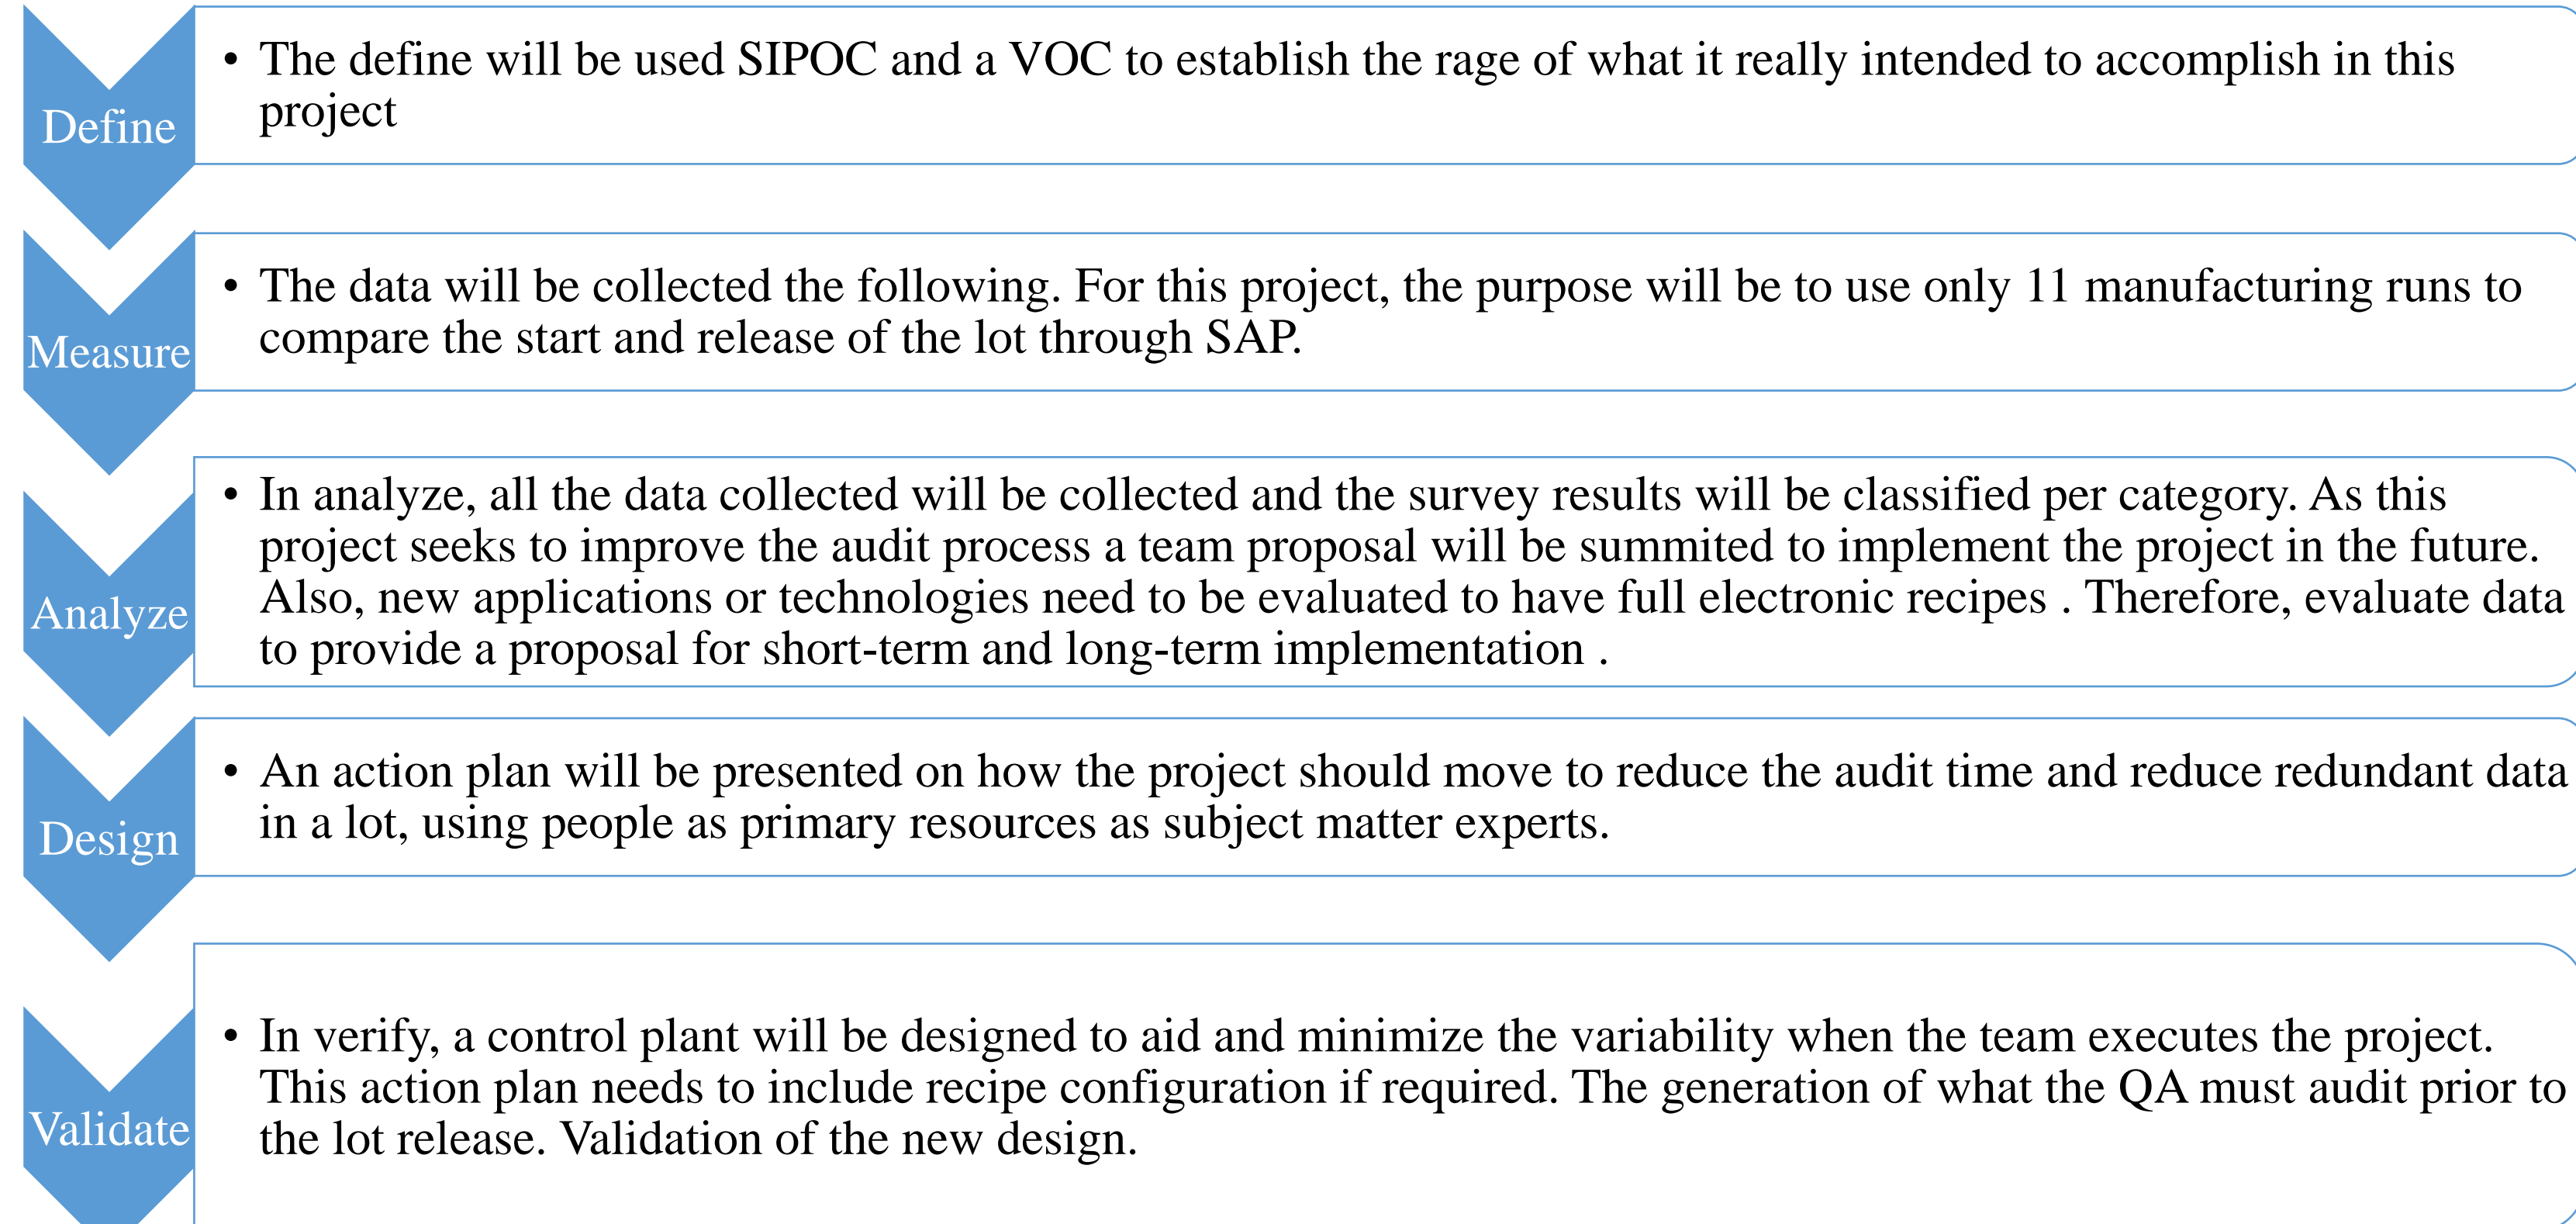 Define
• The define will be used SIPOC and a VOC to establish the rage of what it really intended to accomplish in this
project
Measure
• The data will be collected the following. For this project, the purpose will be to use only 11 manufacturing runs to
compare the start and release of the lot through SAP.
Analyze
• In analyze, all the data collected will be collected and the survey results will be classified per category. As this
project seeks to improve the audit process a team proposal will be summited to implement the project in the future.
Also, new applications or technologies need to be evaluated to have full electronic recipes . Therefore, evaluate data
to provide a proposal for short-term and long-term implementation .
Design
• An action plan will be presented on how the project should move to reduce the audit time and reduce redundant data
in a lot, using people as primary resources as subject matter experts.
Validate
• In verify, a control plant will be designed to aid and minimize the variability when the team executes the project.
This action plan needs to include recipe configuration if required. The generation of what the QA must audit prior to
the lot release. Validation of the new design.